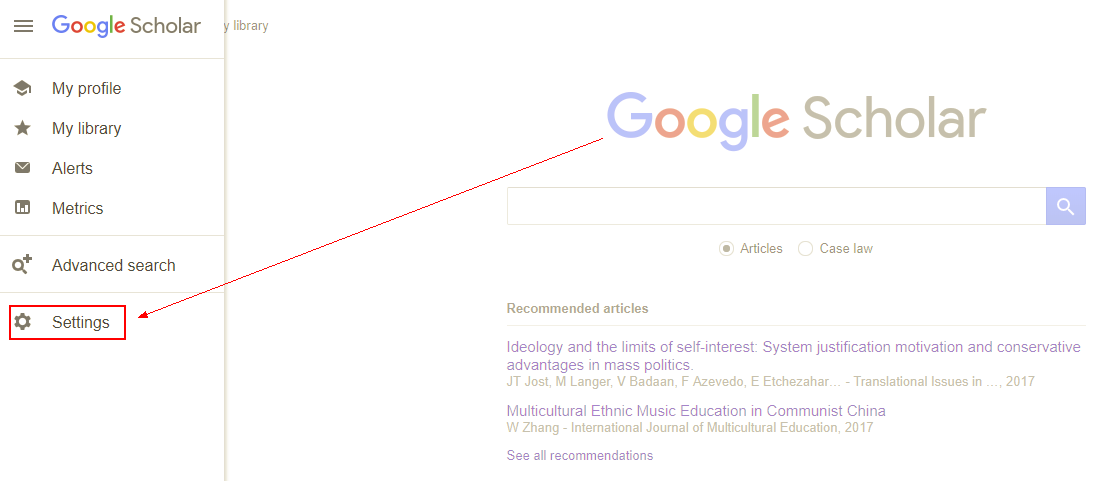 Google Scholar
y library
My profile
My library
Alerts
Metrics
Advanced search
Settings
Google Scholar
Articles
Case law
Recommended articles
Ideology and the limits of self-interest: System justification motivation and conservative
advantages in mass politics.
JT Jost, M Langer, V Badaan, F Azevedo, E Etchezahar… - Translational Issues in …, 2017
Multicultural Ethnic Music Education in Communist China
W Zhang - International Journal of Multicultural Education, 2017
See all recommendations